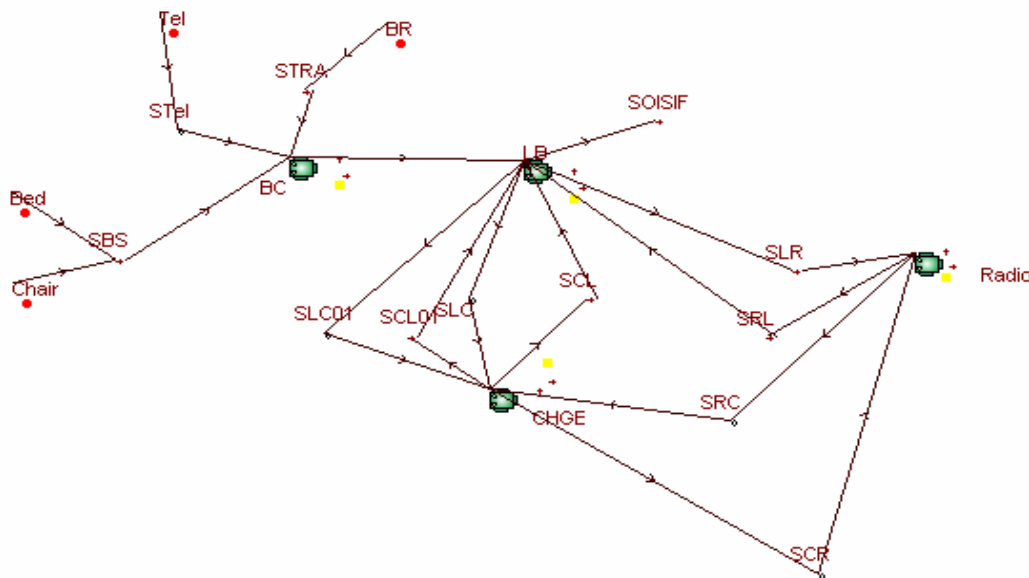 Tel
BR
STRA
STel
SOISIF
LB
BC
Bed
SBS
SLR
Radio
Chair
SCL
SLC01
SCL01
SLC
SRL
SRC
CHGE
SCR